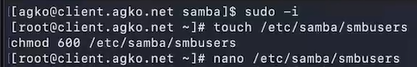 [agko@client.agko.net samba]$ sudo -i
[root@client.agko.net ~]# touch /etc/samba/smbusers
chmod 600 /etc/samba/smbusers
[root@client.agko.net ~]# nano /etc/samba/smbusers